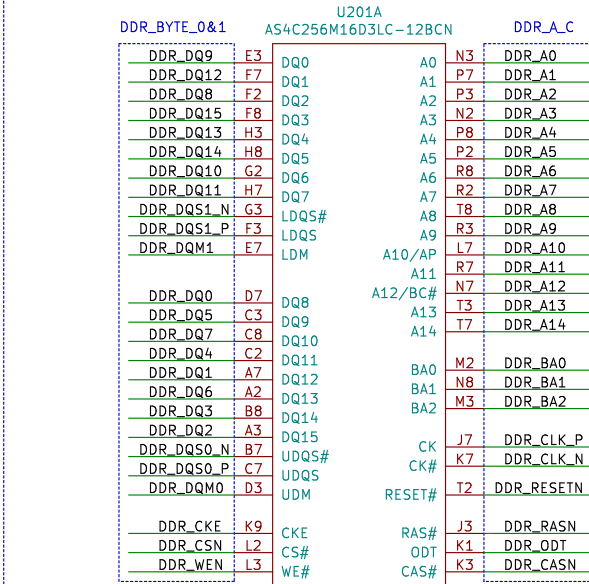 U201A
DDR_BYTE_0&1 AS4C256M16D3LC-12BCN DDR_A_C
DDR_DQ9 E3 DQ0 A0 N3 DDR_A0
DDR_DQ12 F7 DQ1 A1 P7 DDR_A1
DDR_DQ8 F2 DQ2 A2 P3 DDR_A2
DDR_DQ15 F8 DQ3 A3 N2 DDR_A3
DDR_DQ13 H3 DQ4 A4 P8 DDR_A4
DDR_DQ14 H8 DQ5 A5 P2 DDR_A5
DDR_DQ10 G2 DQ6 A6 R8 DDR_A6
DDR_DQ11 H7 DQ7 A7 R2 DDR_A7
DDR_DQS1_N G3 LDQS# A8 T8 DDR_A8
DDR_DQS1_P F3 LDQS A9 R3 DDR_A9
DDR_DQM1 E7 LDM A10/AP L7 DDR_A10
A11 R7 DDR_A11
A12/BC# N7 DDR_A12
DDR_DQ0 D7 DQ8 A13 T3 DDR_A13
DDR_DQ5 C3 DQ9 A14 T7 DDR_A14
DDR_DQ7 C8 DQ10
DDR_DQ4 C2 DQ11 BA0 M2 DDR_BA0
DDR_DQ1 A7 DQ12 BA1 N8 DDR_BA1
DDR_DQ6 A2 DQ13 BA2 M3 DDR_BA2
DDR_DQ3 B8 DQ14
DDR_DQ2 A3 DQ15 CK J7 DDR_CLK_P
DDR_DQS0_N B7 UDQS# CK# K7 DDR_CLK_N
DDR_DQS0_P C7 UDQS
DDR_DQM0 D3 UDM RESET# T2 DDR_RESETN
DDR_CKE K9 CKE RAS# J3 DDR_RASN
DDR_CSN L2 CS# ODT K1 DDR_ODT
DDR_WEN L3 WE# CAS# K3 DDR_CASN